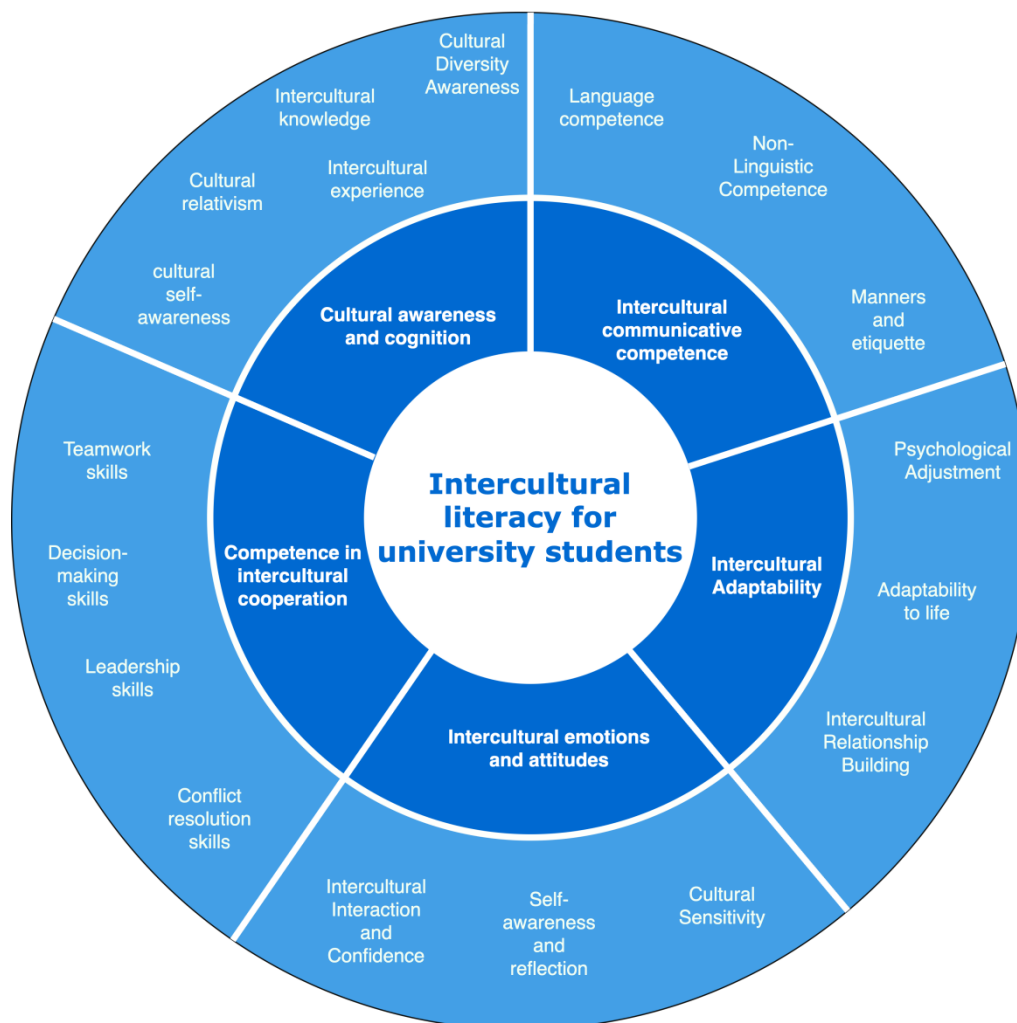 Cultural
Diversity
Awareness
Intercultural
knowledge
Intercultural
experience
Cultural
relativism
cultural
self-
awareness
Language
competence
Non-
Linguistic
Competence
Manners
and
etiquette
Cultural awareness
and cognition
Intercultural
communicative
competence
Psychological
Adjustment
Adaptability
to life
Intercultural
Relationship
Building
Intercultural
Adaptability
Intercultural
literacy for
university students
Competence in
intercultural
cooperation
Teamwork
skills
Decision-
making
skills
Leadership
skills
Conflict
resolution
skills
Intercultural emotions
and attitudes
Intercultural
Interaction
and
Confidence
Self-
awareness
and
reflection
Cultural
Sensitivity